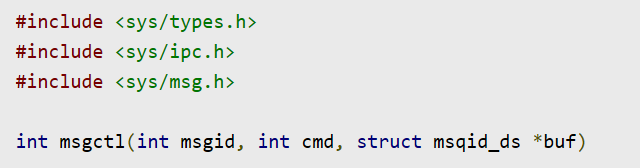 #include <sys/types.h>
#include <sys/ipc.h>
#include <sys/msg.h>
int msgctl(int msgid, int cmd, struct msqid_ds *buf)